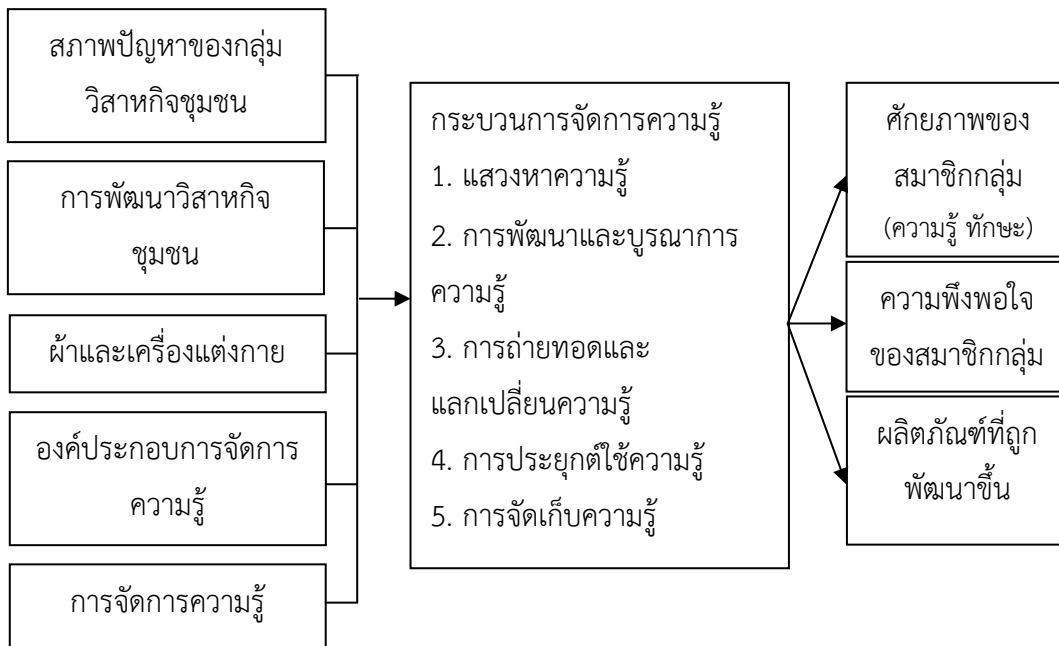 สภาพปัญหาของกลุ่ม
วิสาหกิจชุมชน
การพัฒนาวิสาหกิจ
ชุมชน
ผ้าและเครื่องแต่งกาย
องค์ประกอบการจัดการ
ความรู้
การจัดการความรู้
กระบวนการจัดการความรู้
1. แสวงหาความรู้
2. การพัฒนาและบูรณาการ
ความรู้
3. การถ่ายทอดและ
แลกเปลี่ยนความรู้
4. การประยุกต์ใช้ความรู้
5. การจัดเก็บความรู้
ศักยภาพของ
สมาชิกกลุ่ม
(ความรู้ ทักษะ)
ความพึงพอใจ
ของสมาชิกกลุ่ม
ผลิตภัณฑ์ที่ถูก
พัฒนาขึ้น